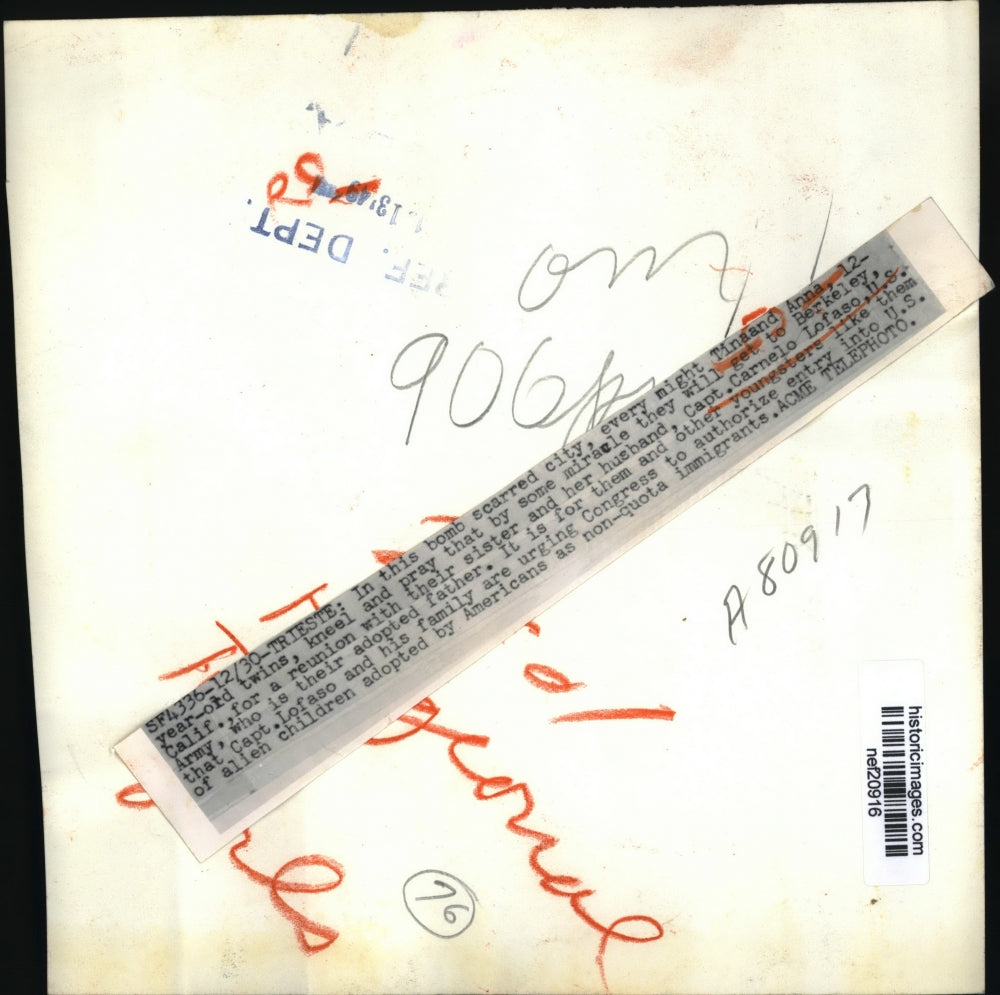 REF. DEPT.
om
906
SF4336-12/30-TRIESTE: In this bomb scarred city, every might Tinaand Anna, 12-
year-old twins, kneel and pray that by some miracle they will get to Berkeley,
Calif., for a reunion with their sister and her husband, Capt. Carnelo Lofaso, U.S.
Army, who is their adopted father. It is for them and other youngsters like them
that Capt. Lofaso and his family are urging Congress to authorize entry into U.S.
of alien children adopted by Americans as non-quota immigrants. ACME TELEPHOTO.
A80917
historicimages.com
nef20916
76